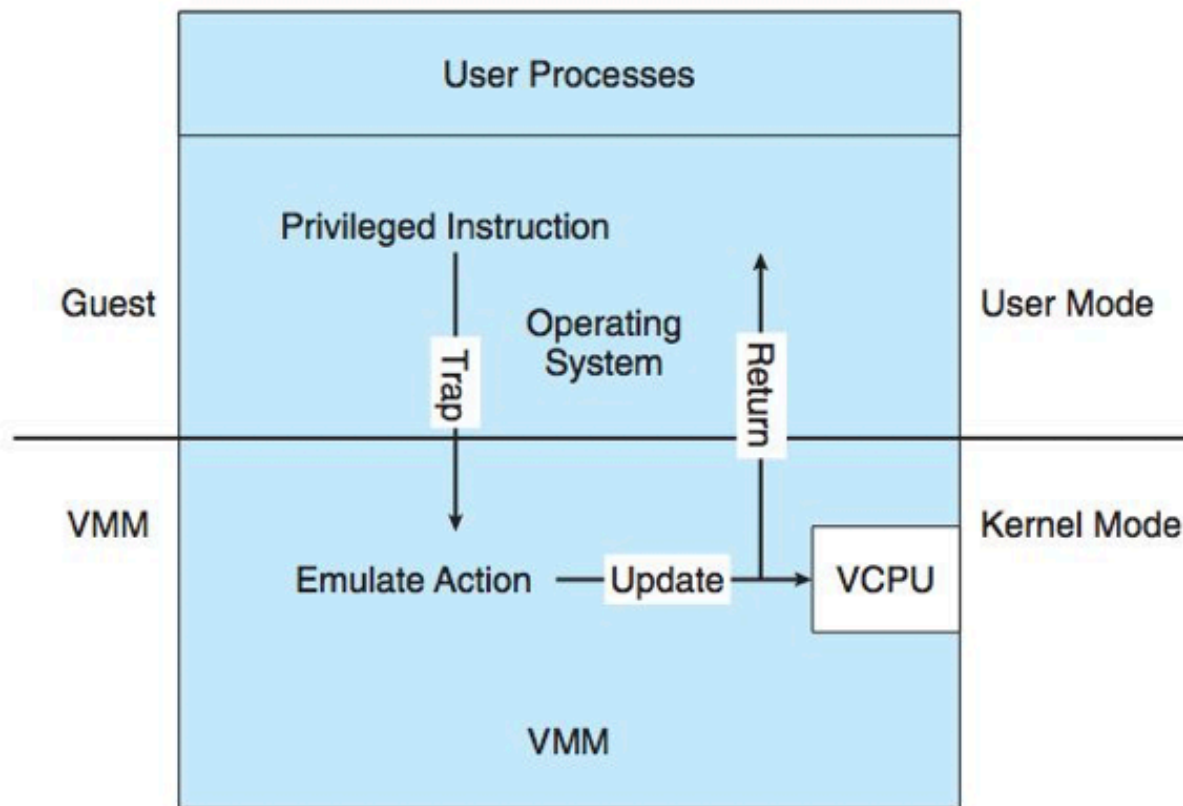 User Processes
Privileged Instruction
Guest
Operating
System
User Mode
Trap
Return
VMM
Kernel Mode
Emulate Action
Update
VCPU
VMM